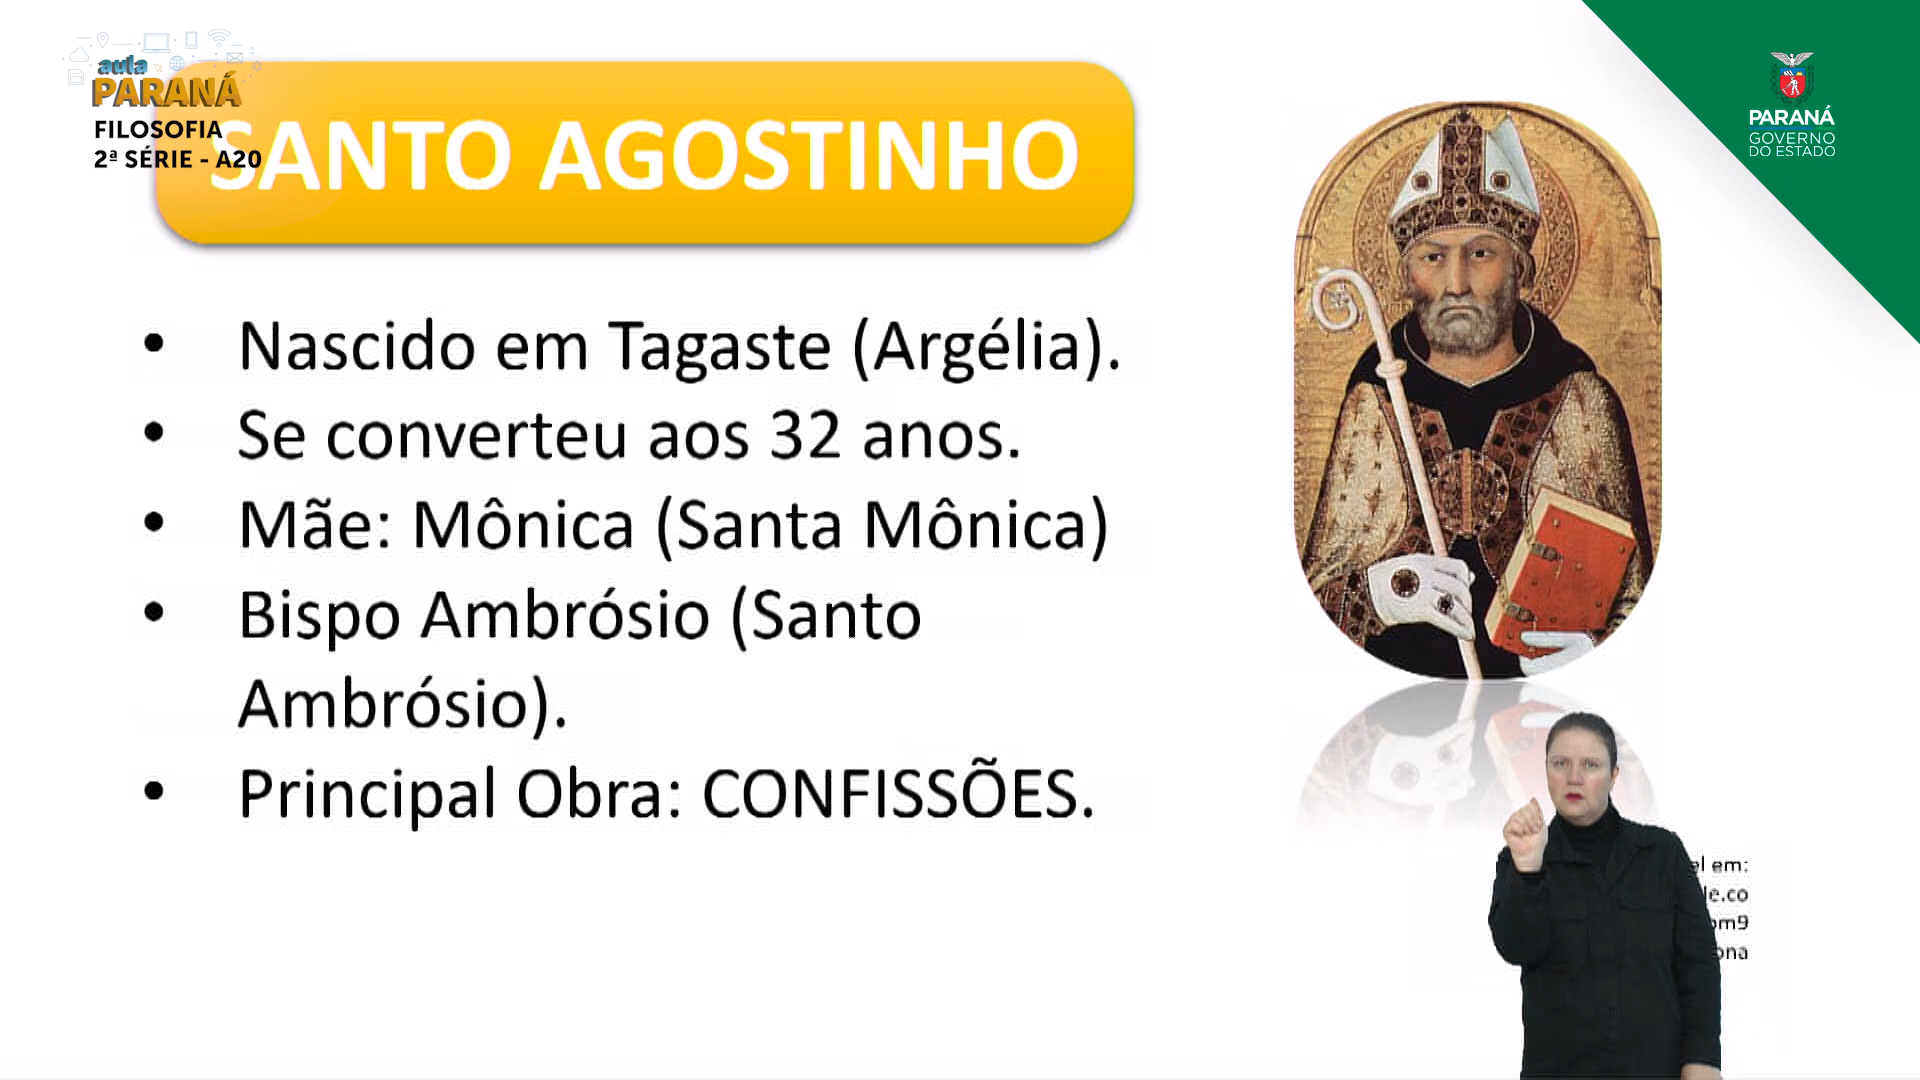 aula
PARANÁ
FILOSOFIA
2ª SÉRIE - A20
SANTO AGOSTINHO
PARANÁ
GOVERNO
DO ESTADO
• Nascido em Tagaste (Argélia).
• Se converteu aos 32 anos.
• Mãe: Mônica (Santa Mônica)
• Bispo Ambrósio (Santo
Ambrósio).
• Principal Obra: CONFISSÕES.
em: